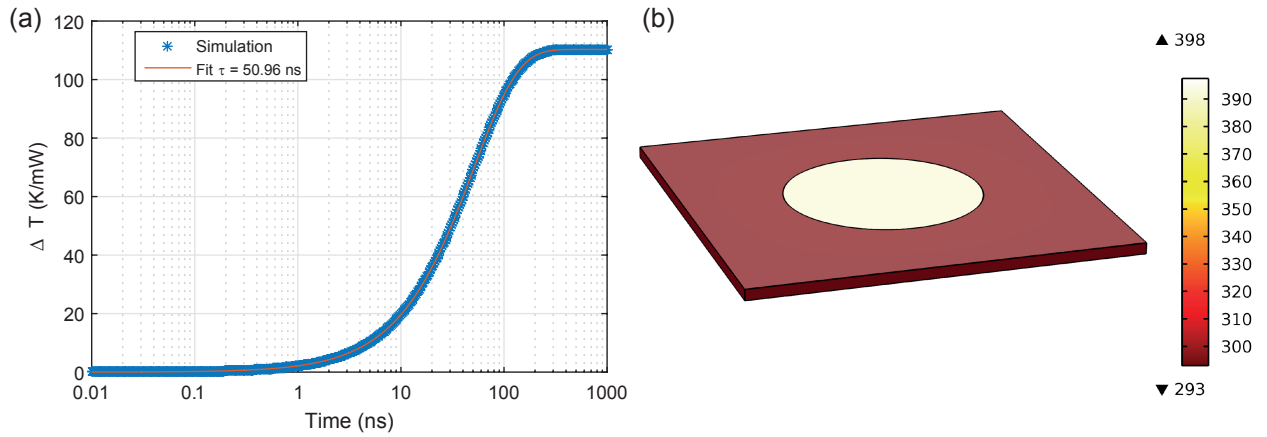 (a)
120
100
80
60
40
20
0
Δ T (K/mW)
Simulation
Fit τ = 50.96 ns
0.01 0.1 1 10 100 1000
Time (ns)
(b)
▲ 398
390
380
370
360
350
340
330
320
310
300
▼ 293